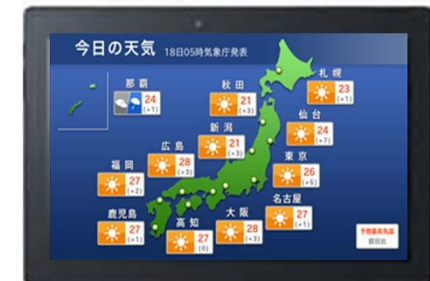 今日の天気 18日05時気象庁発表
那覇
24
(+1)
札幌
23
(+1)
秋田
21
(+3)
仙台
24
(+7)
新潟
21
(+3)
広島
28
(+3)
東京
26
(+5)
福岡
27
(+2)
名古屋
27
(+1)
大阪
28
(+3)
鹿児島
27
(+1)
高知
27
(0)
予想最高気温
前日比